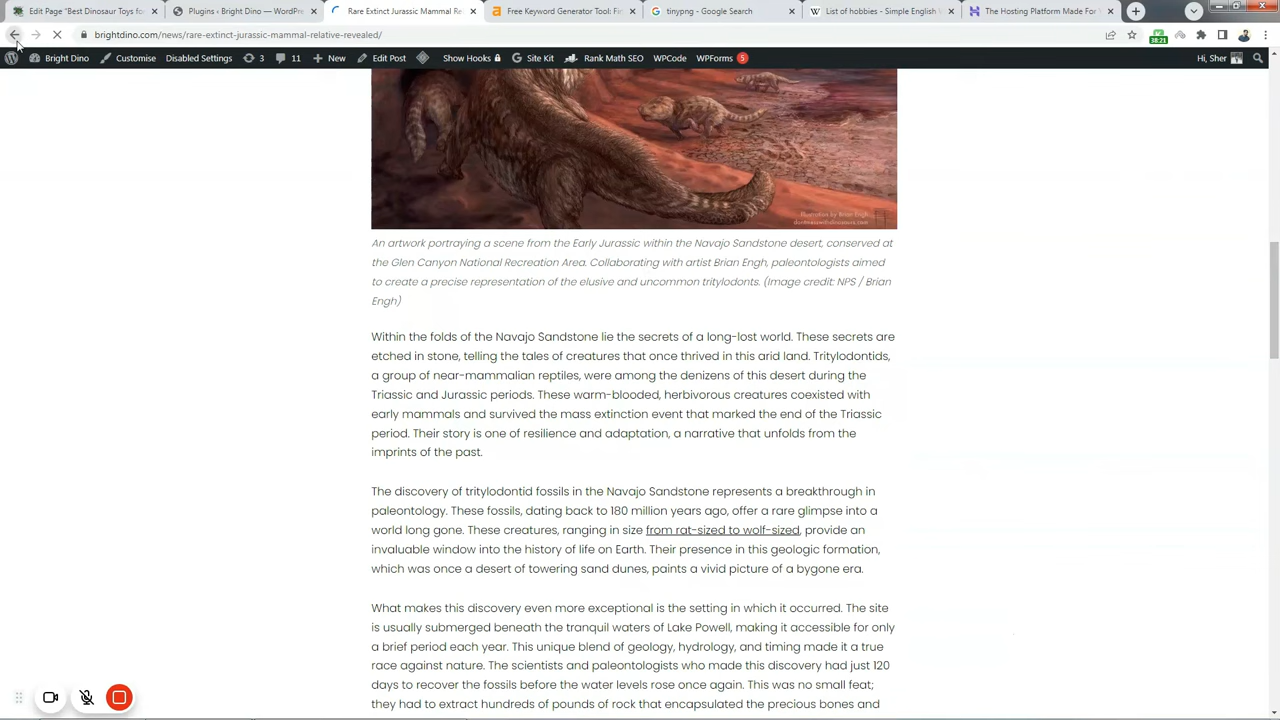 Edit Page "Best Dinosaur Toys fo
Plugins ‹ Bright Dino — WordPre
Rare Extinct Jurassic Mammal Re
Free Keyword Generator Tool: Fin
tinypng - Google Search
List of hobbies - Simple English W
The Hosting Platform Made For
brightdino.com/news/rare-extinct-jurassic-mammal-relative-revealed/
38:21
Bright Dino
Customise
Disabled Settings
3
11
New
Edit Post
Show Hooks
Site Kit
Rank Math SEO
WPCode
WPForms 5
Hi, Sher
Illustration by Brian Engh
An artwork portraying a scene from the Early Jurassic within the Navajo Sandstone desert, conserved at
the Glen Canyon National Recreation Area. Collaborating with artist Brian Engh, paleontologists aimed
to create a precise representation of the elusive and uncommon tritylodonts. (Image credit: NPS / Brian
Engh)
Within the folds of the Navajo Sandstone lie the secrets of a long-lost world. These secrets are
etched in stone, telling the tales of creatures that once thrived in this arid land. Tritylodontids,
a group of near-mammalian reptiles, were among the denizens of this desert during the
Triassic and Jurassic periods. These warm-blooded, herbivorous creatures coexisted with
early mammals and survived the mass extinction event that marked the end of the Triassic
period. Their story is one of resilience and adaptation, a narrative that unfolds from the
imprints of the past.
The discovery of tritylodontid fossils in the Navajo Sandstone represents a breakthrough in
paleontology. These fossils, dating back to 180 million years ago, offer a rare glimpse into a
world long gone. These creatures, ranging in size from rat-sized to wolf-sized, provide an
invaluable window into the history of life on Earth. Their presence in this geologic formation,
which was once a desert of towering sand dunes, paints a vivid picture of a bygone era.
What makes this discovery even more exceptional is the setting in which it occurred. The site
is usually submerged beneath the tranquil waters of Lake Powell, making it accessible for only
a brief period each year. This unique blend of geology, hydrology, and timing made it a true
race against nature. The scientists and paleontologists who made this discovery had just 120
days to recover the fossils before the water levels rose once again. This was no small feat;
they had to extract hundreds of pounds of rock that encapsulated the precious bones and